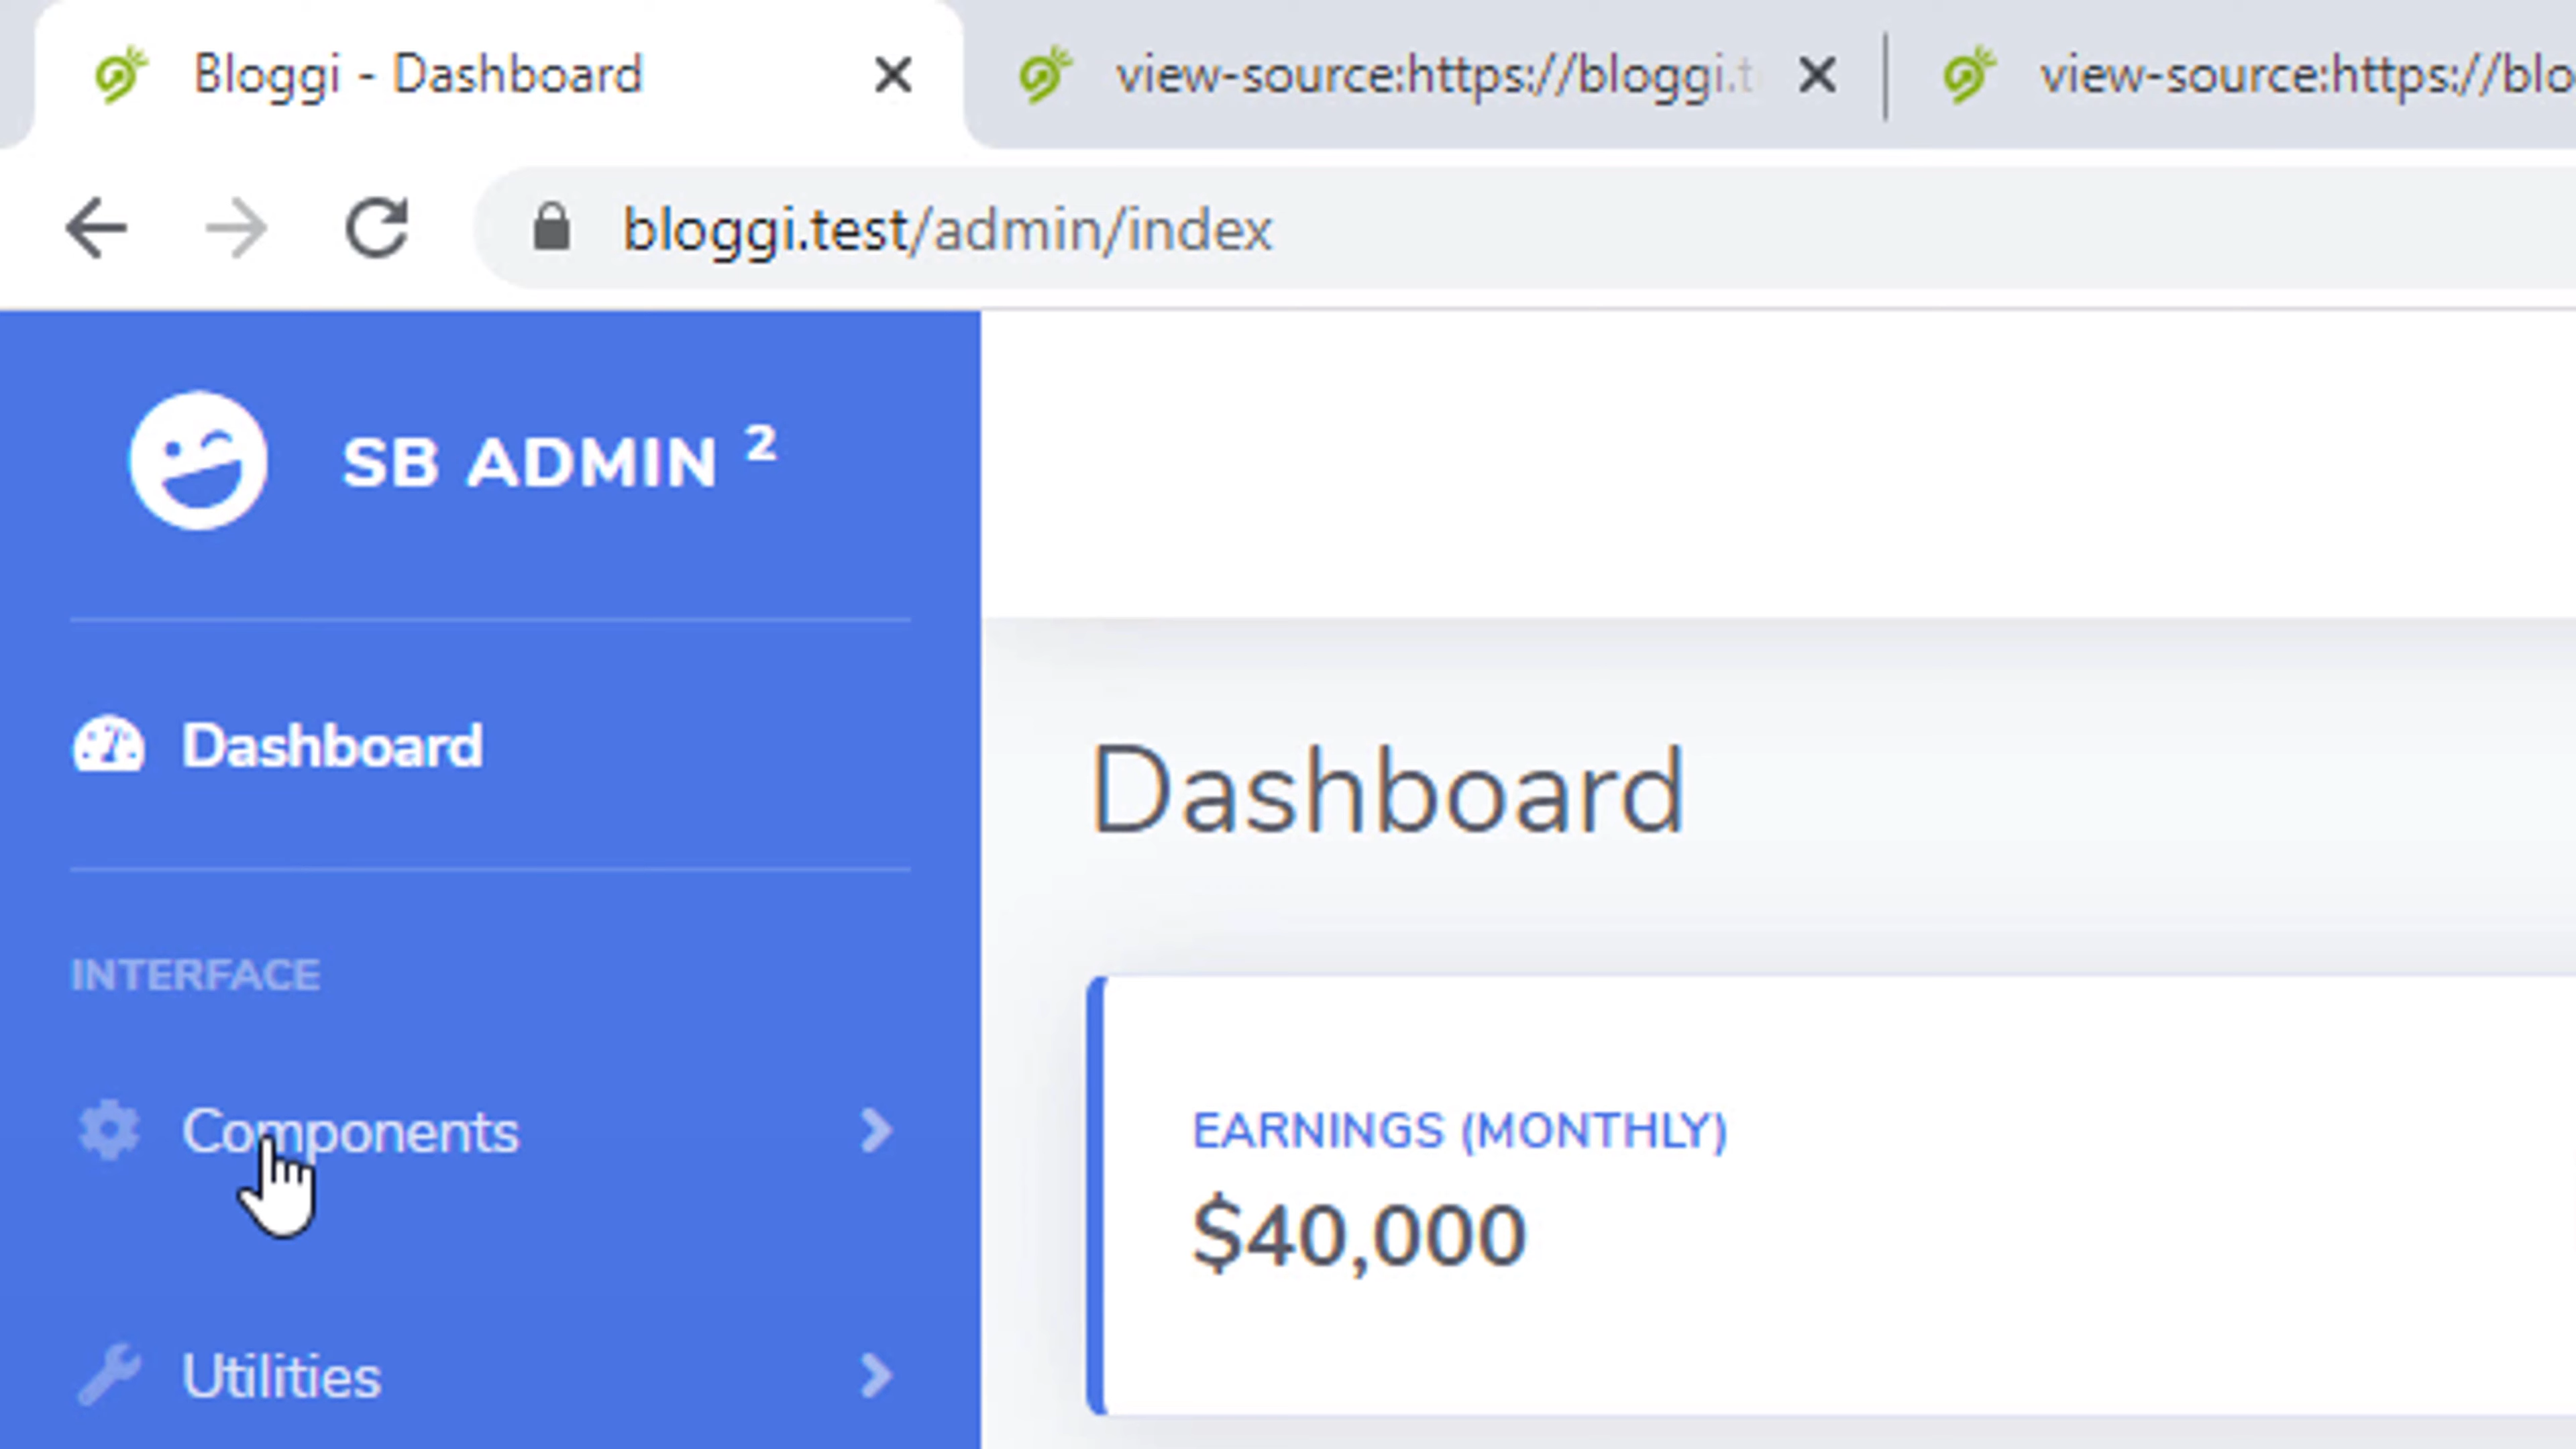 Bloggi - Dashboard
view-source:https://bloggi.t
view-source:https://blo
bloggi.test/admin/index
SB ADMIN 2
Dashboard
INTERFACE
Components
Utilities
Dashboard
EARNINGS (MONTHLY)
$40,000